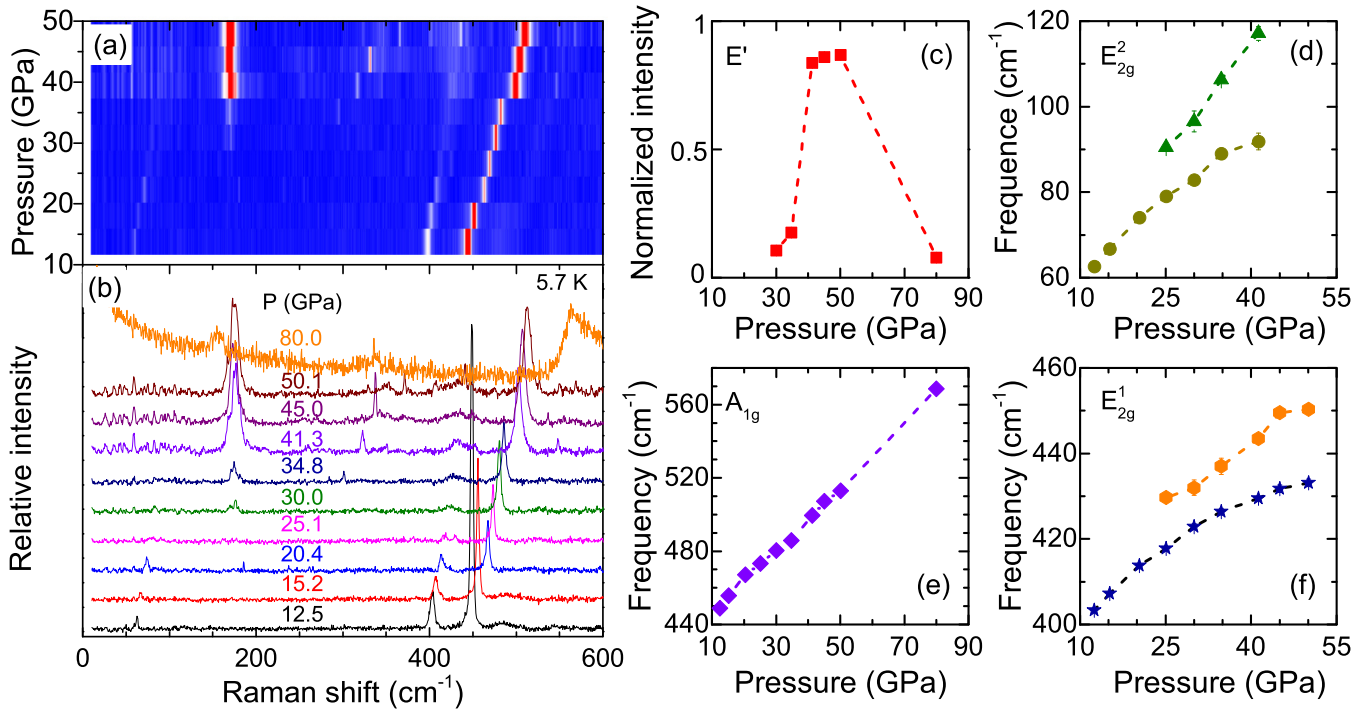 (a)
Pressure (GPa)
50
40
30
20
10
(b)
5.7 K
P (GPa)
80.0
50.1
45.0
41.3
34.8
30.0
25.1
20.4
15.2
12.5
Relative intensity
0 200 400 600
Raman shift (cm⁻¹)
Normalized intensity
1
0.5
0
E'
(c)
10 30 50 70 90
Pressure (GPa)
Frequence (cm⁻¹)
120
100
80
60
E²2g
(d)
10 25 40 55
Pressure (GPa)
Frequency (cm⁻¹)
560
520
480
440
A1g
(e)
10 30 50 70 90
Pressure (GPa)
Frequency (cm⁻¹)
460
440
420
400
E¹2g
(f)
10 25 40 55
Pressure (GPa)